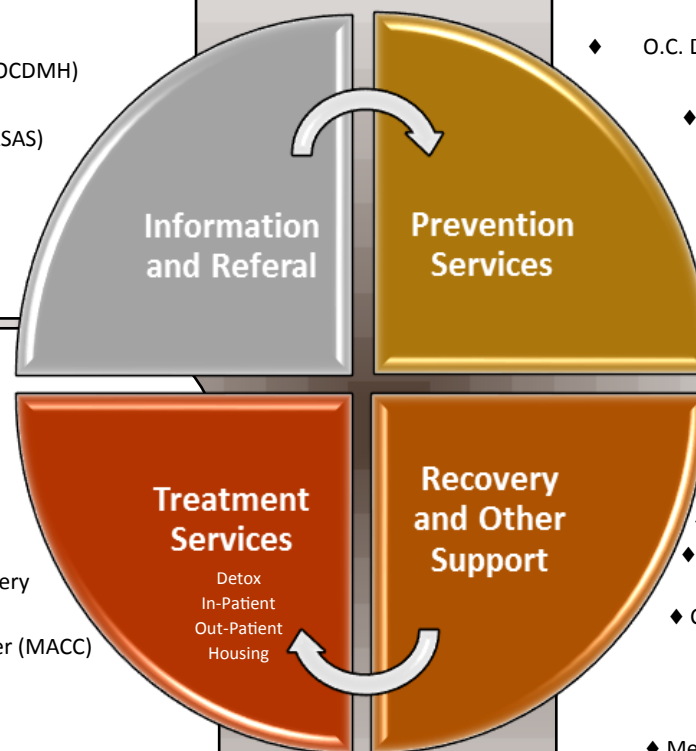 OCDMH)
SAS)
♦ O.C. D
♦
Information
and Referal
Prevention
Services
Treatment
Services
Detox
In-Patient
Out-Patient
Housing
Recovery
and Other
Support
ery
er (MACC)
♦
♦
♦ Me